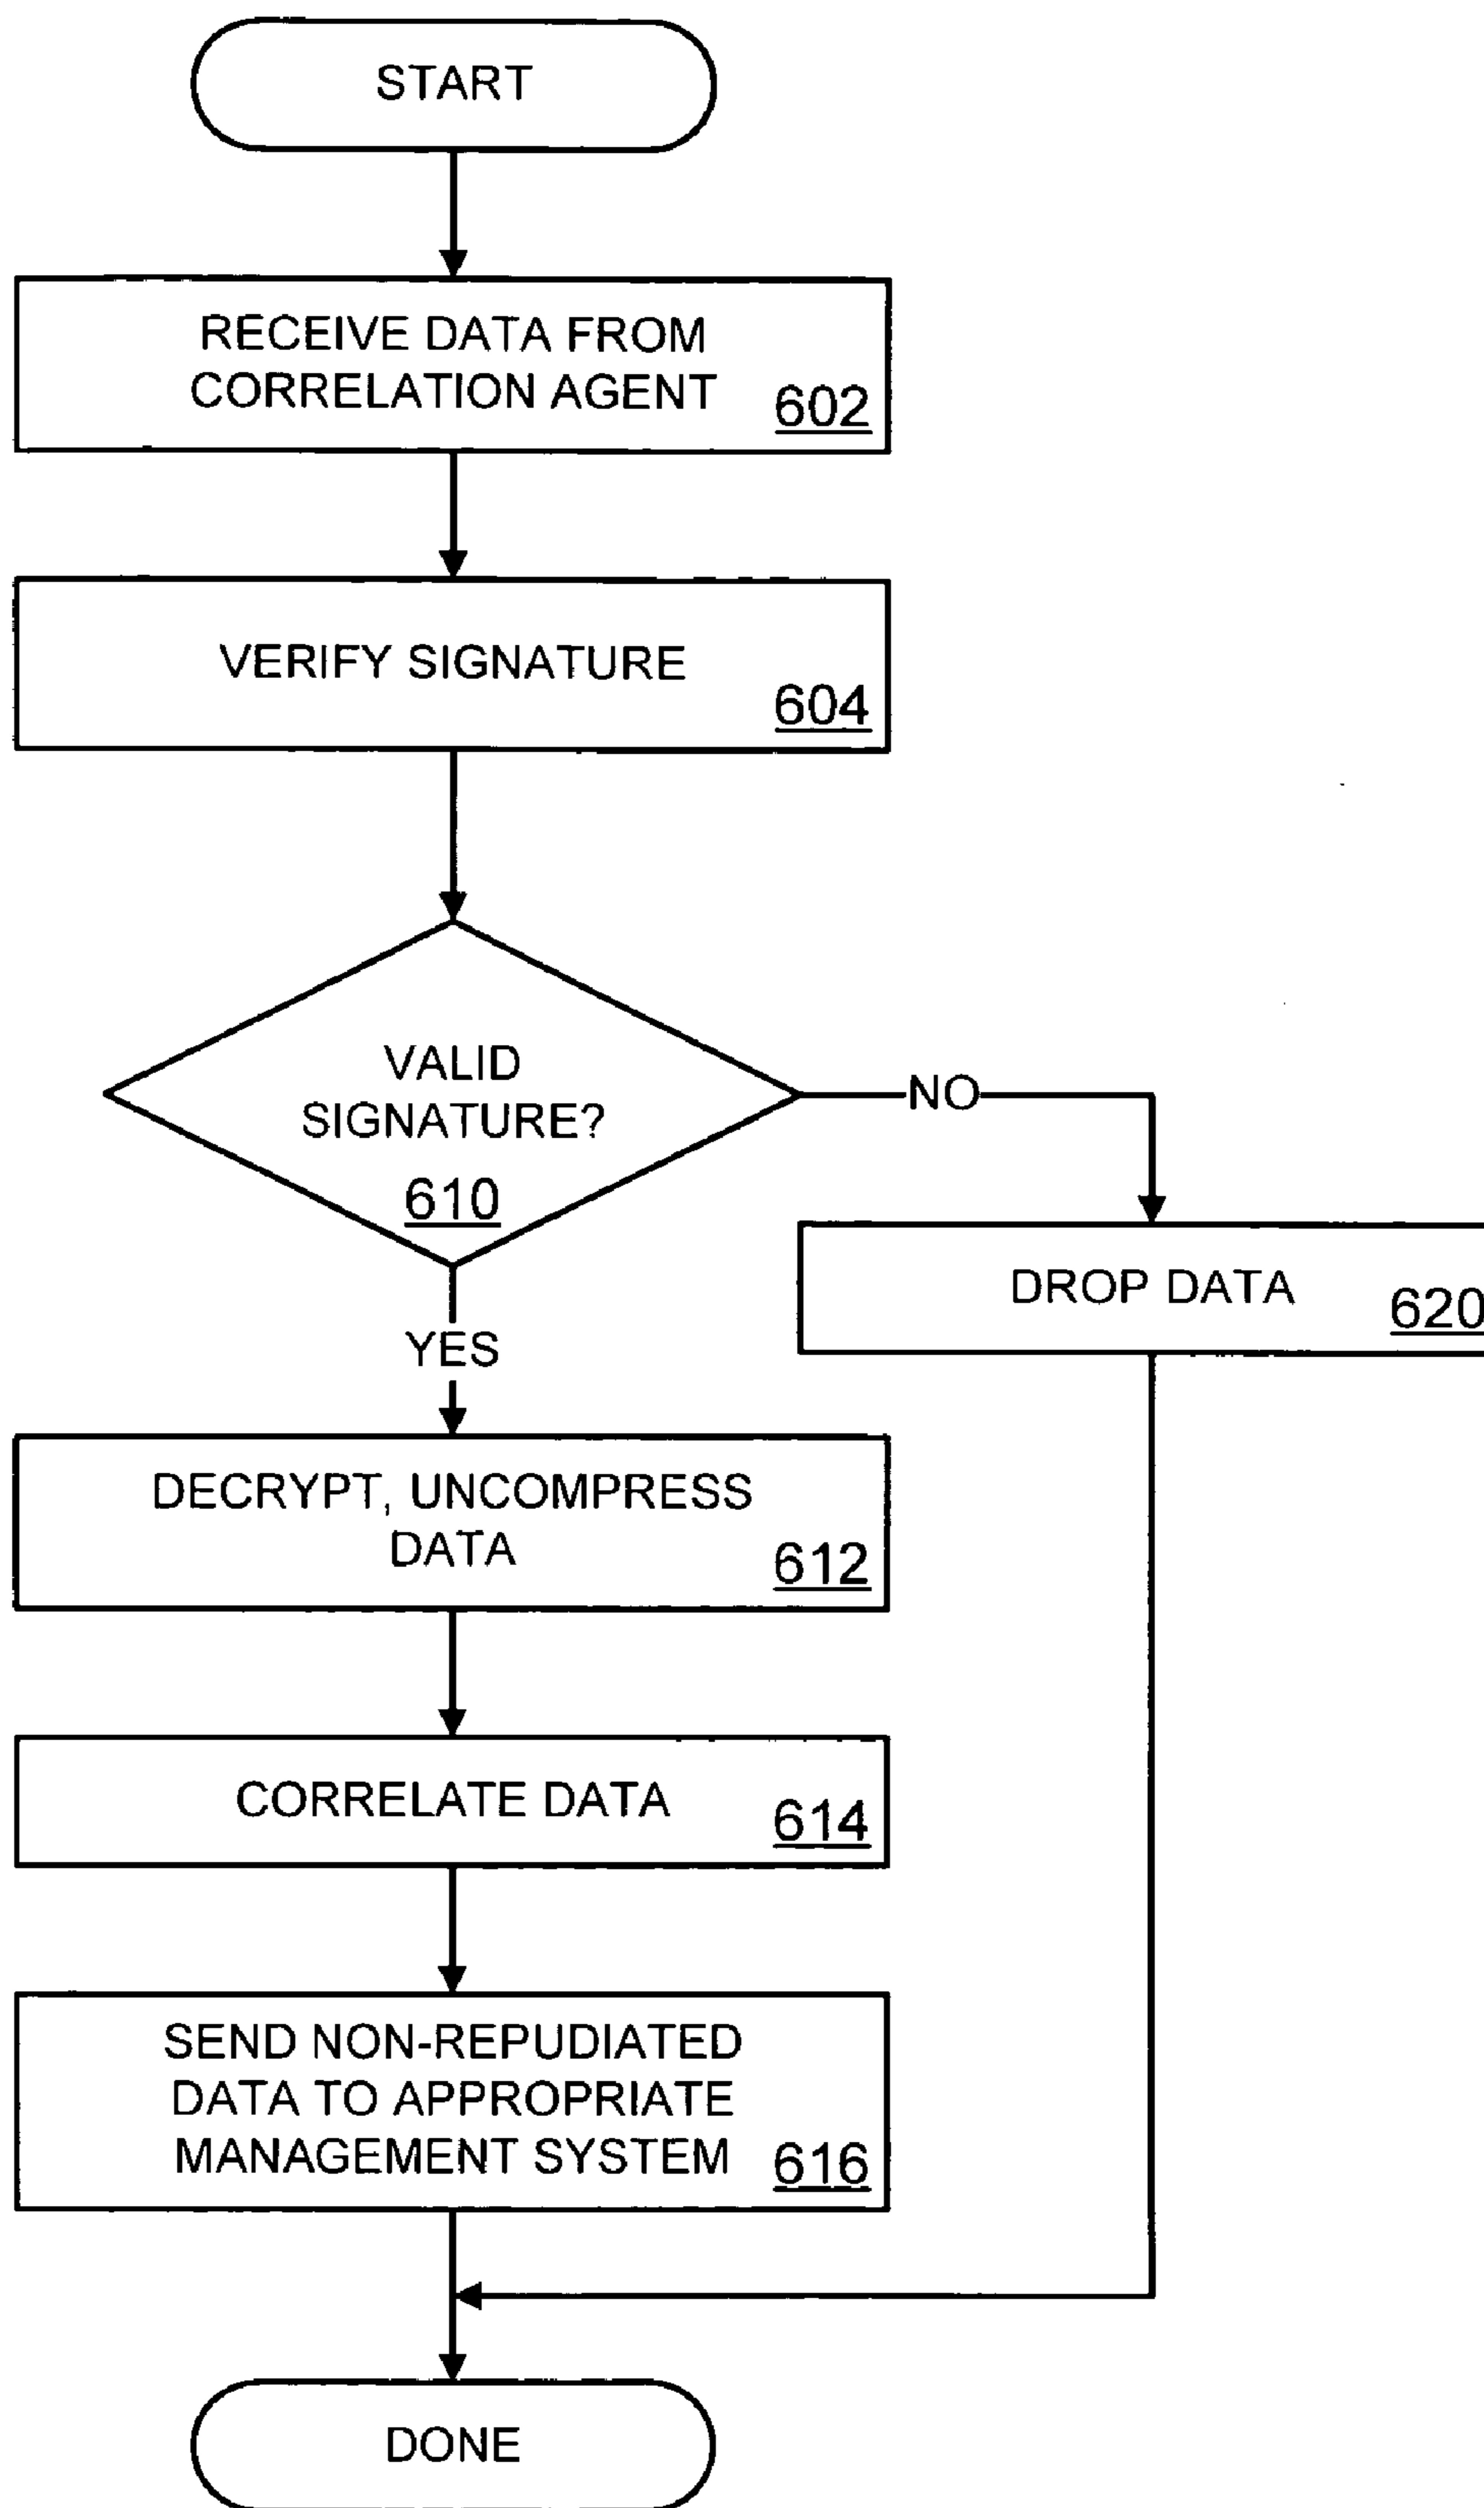 START
RECEIVE DATA FROM
CORRELATION AGENT
602
VERIFY SIGNATURE
604
VALID
SIGNATURE?
610
NO
YES
DROP DATA
620
DECRYPT, UNCOMPRESS
DATA
612
CORRELATE DATA
614
SEND NON-REPUDIATED
DATA TO APPROPRIATE
MANAGEMENT SYSTEM
616
DONE